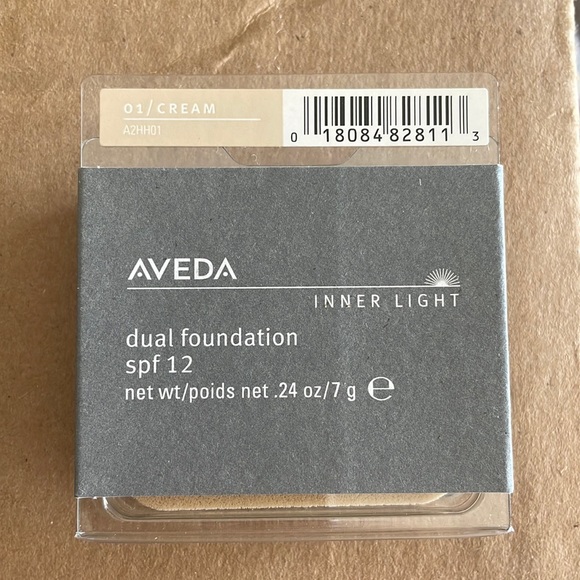 01/CREAM
A2HH01
0 18084 82811 3
AVEDA
INNER LIGHT
dual foundation
spf 12
net wt/poids net .24 oz/7 g ℮